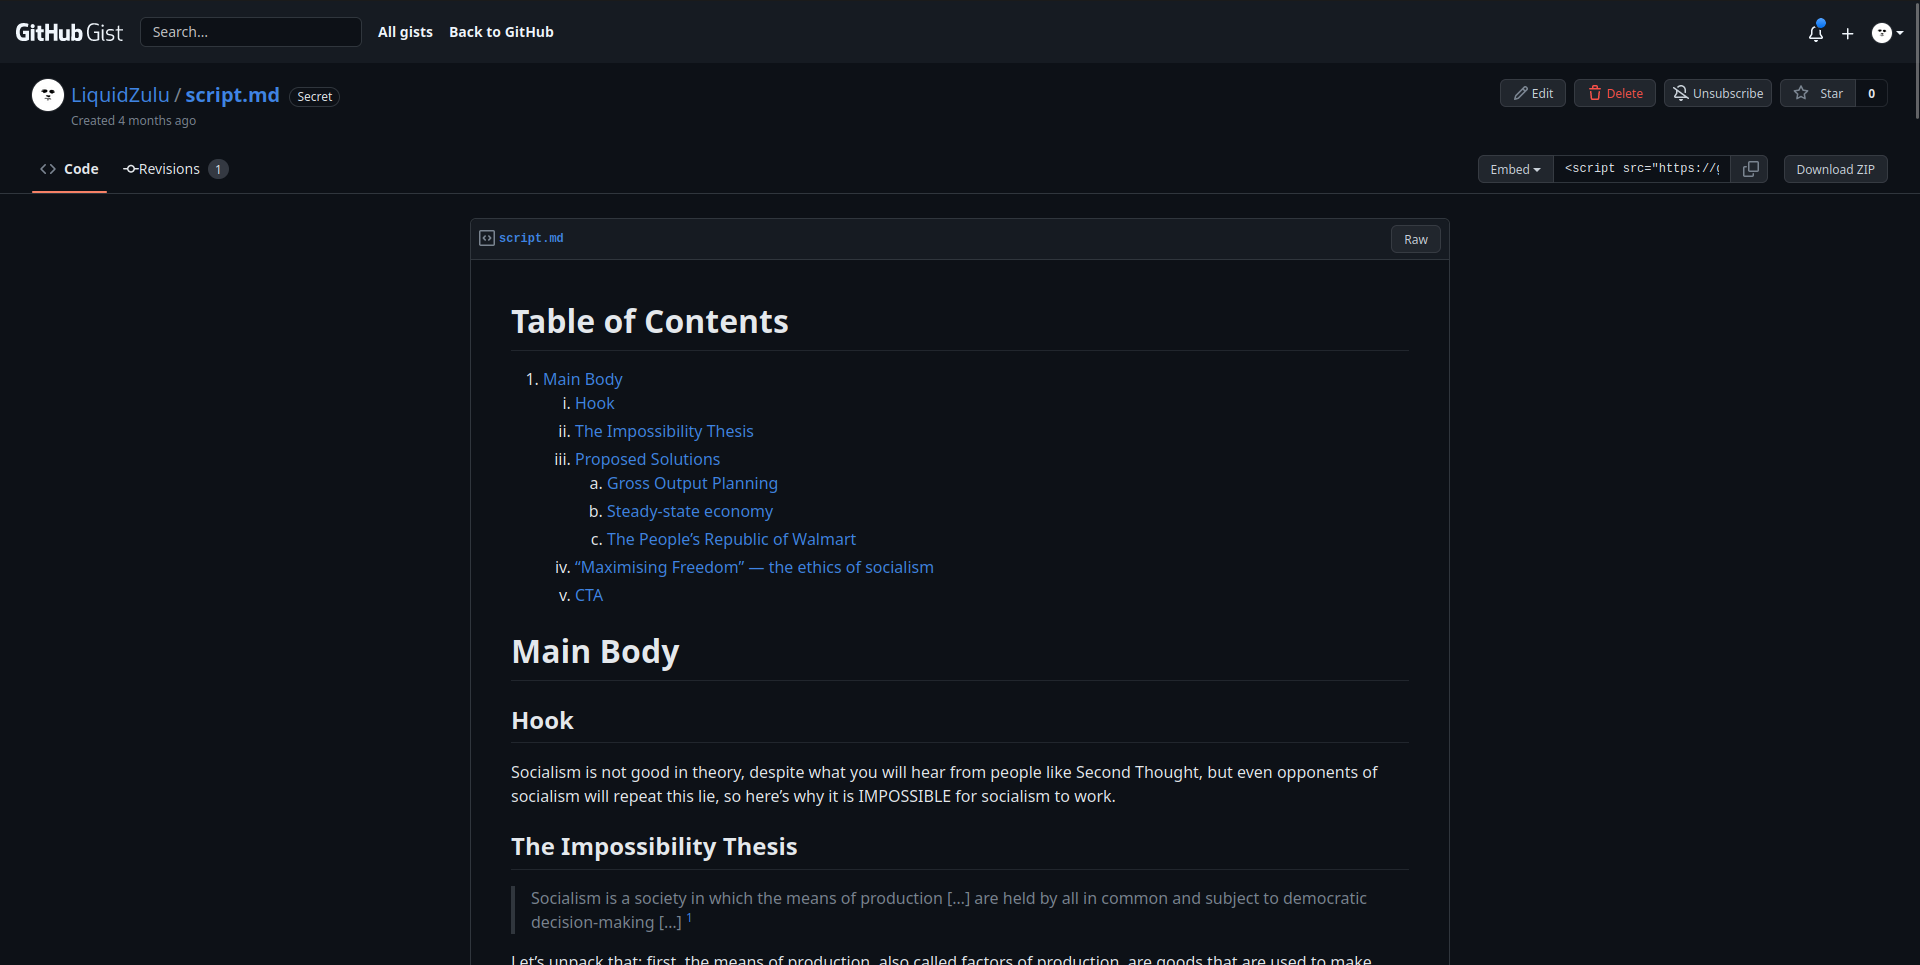 GitHub Gist Search... All gists Back to GitHub
LiquidZulu / script.md Secret
Created 4 months ago
Edit Delete Unsubscribe Star 0
Code Revisions 1
Embed <script src="https://g Download ZIP
script.md Raw
Table of Contents
1. Main Body
i. Hook
ii. The Impossibility Thesis
iii. Proposed Solutions
a. Gross Output Planning
b. Steady-state economy
c. The People’s Republic of Walmart
iv. “Maximising Freedom” — the ethics of socialism
v. CTA
Main Body
Hook
Socialism is not good in theory, despite what you will hear from people like Second Thought, but even opponents of
socialism will repeat this lie, so here’s why it is IMPOSSIBLE for socialism to work.
The Impossibility Thesis
Socialism is a society in which the means of production [...] are held by all in common and subject to democratic
decision-making [...] 1
Let’s unpack that: first, the means of production, also called factors of production, are goods that are used to make